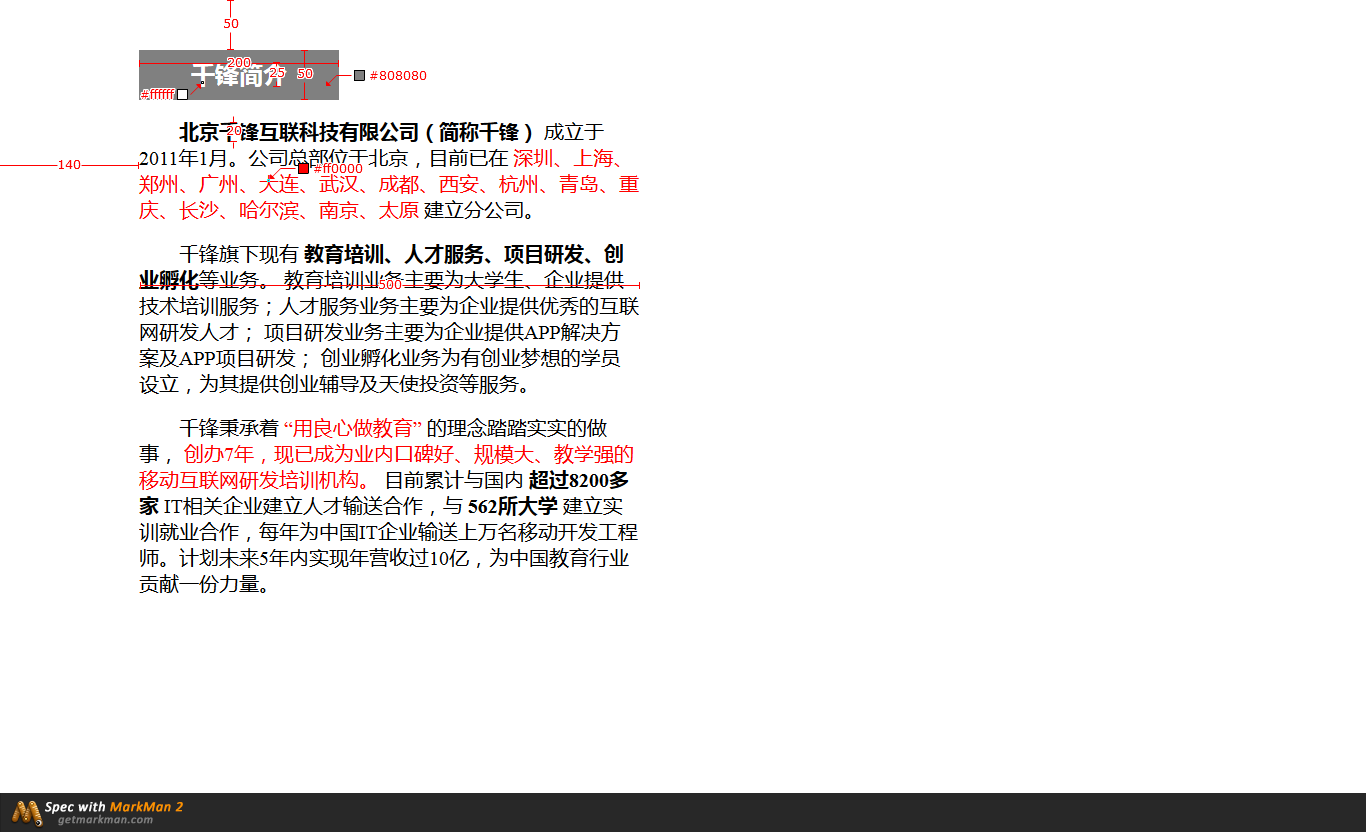 50
200
千锋简介
25
50
#808080
#ffffff
20
北京千锋互联科技有限公司（简称千锋） 成立于
140
2011年1月。公司总部位于北京，目前已在 深圳、上海、
#ff0000
郑州、广州、大连、武汉、成都、西安、杭州、青岛、重
庆、长沙、哈尔滨、南京、太原 建立分公司。
千锋旗下现有 教育培训、人才服务、项目研发、创
业孵化等业务。 教育培训业务主要为大学生、企业提供
500
技术培训服务；人才服务业务主要为企业提供优秀的互联
网研发人才； 项目研发业务主要为企业提供APP解决方
案及APP项目研发； 创业孵化业务为有创业梦想的学员
设立，为其提供创业辅导及天使投资等服务。
千锋秉承着 “用良心做教育” 的理念踏踏实实的做
事， 创办7年，现已成为业内口碑好、规模大、教学强的
移动互联网研发培训机构。 目前累计与国内 超过8200多
家 IT相关企业建立人才输送合作，与 562所大学 建立实
训就业合作，每年为中国IT企业输送上万名移动开发工程
师。计划未来5年内实现年营收过10亿，为中国教育行业
贡献一份力量。
Spec with MarkMan 2
getmarkman.com